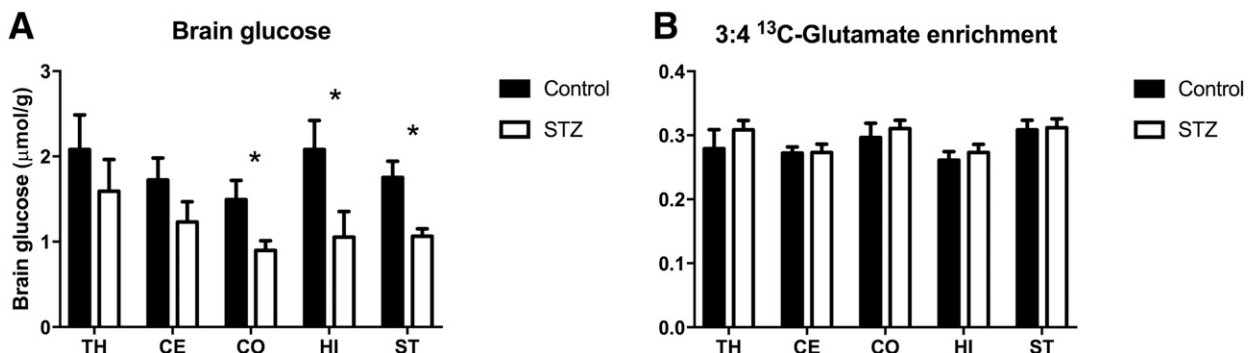 A
Brain glucose
Brain glucose (μmol/g)
3
2
1
0
*
*
*
TH CE CO HI ST
Control
STZ
B
3:4 ¹³C-Glutamate enrichment
0.4
0.3
0.2
0.1
0.0
TH CE CO HI ST
Control
STZ